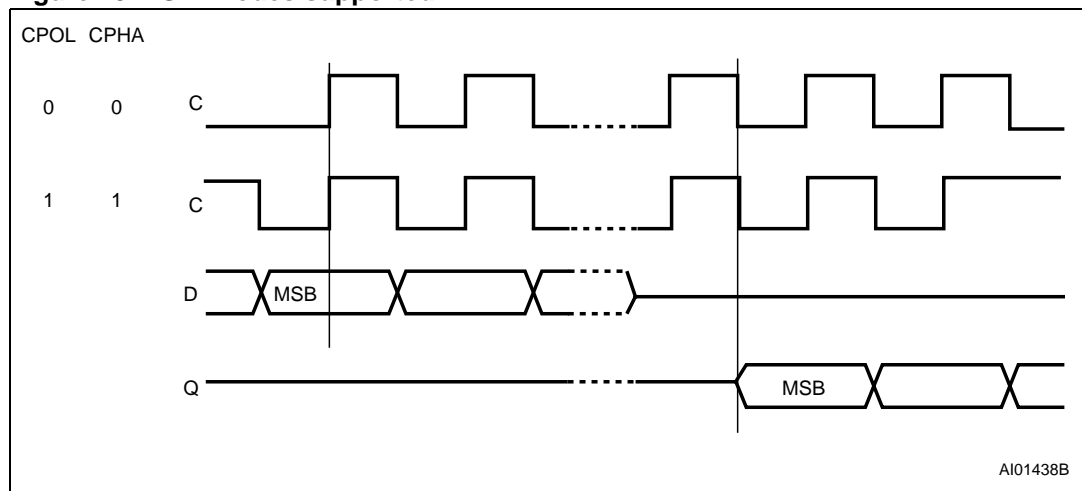 CPOL CPHA
0 0 C
1 1 C
D MSB
Q MSB
AI01438B